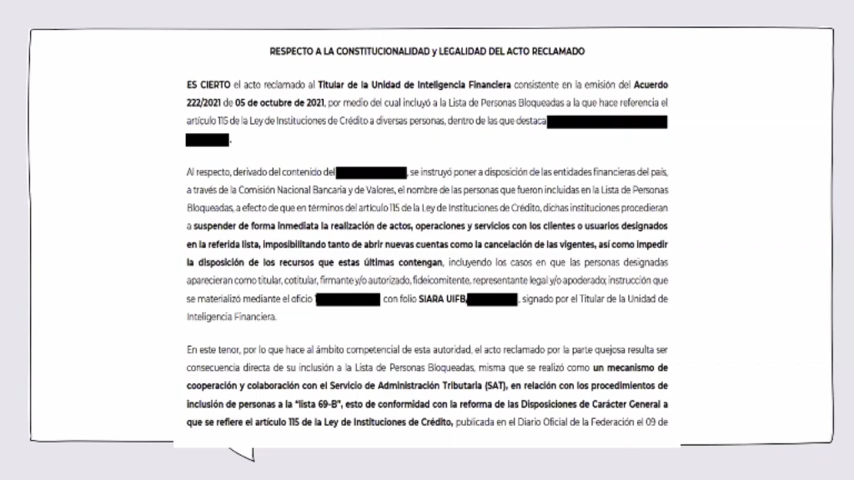 RESPECTO A LA CONSTITUCIONALIDAD y LEGALIDAD DEL ACTO RECLAMADO
ES CIERTO el acto reclamado al Titular de la Unidad de Inteligencia Financiera consistente en la emisión del Acuerdo
222/2021 de 05 de octubre de 2021, por medio del cual incluyó a la Lista de Personas Bloqueadas a la que hace referencia el
artículo 115 de la Ley de Instituciones de Crédito a diversas personas, dentro de las que destaca
.
Al respecto, derivado del contenido del , se instruyó poner a disposición de las entidades financieras del país,
a través de la Comisión Nacional Bancaria y de Valores, el nombre de las personas que fueron incluidas en la Lista de Personas
Bloqueadas, a efecto de que en términos del artículo 115 de la Ley de Instituciones de Crédito, dichas instituciones procedieran
a suspender de forma inmediata la realización de actos, operaciones y servicios con los clientes o usuarios designados
en la referida lista, imposibilitando tanto de abrir nuevas cuentas como la cancelación de las vigentes, así como impedir
la disposición de los recursos que estas últimas contengan, incluyendo los casos en que las personas designadas
aparecieran como titular, cotitular, firmante y/o autorizado, fideicomitente, representante legal y/o apoderado; instrucción que
se materializó mediante el oficio con folio SIARA UIFB, , signado por el Titular de la Unidad de
Inteligencia Financiera.
En este tenor, por lo que hace al ámbito competencial de esta autoridad, el acto reclamado por la parte quejosa resulta ser
consecuencia directa de su inclusión a la Lista de Personas Bloqueadas, misma que se realizó como un mecanismo de
cooperación y colaboración con el Servicio de Administración Tributaria (SAT), en relación con los procedimientos de
inclusión de personas a la "lista 69-B", esto de conformidad con la reforma de las Disposiciones de Carácter General a
que se refiere el artículo 115 de la Ley de Instituciones de Crédito, publicada en el Diario Oficial de la Federación el 09 de